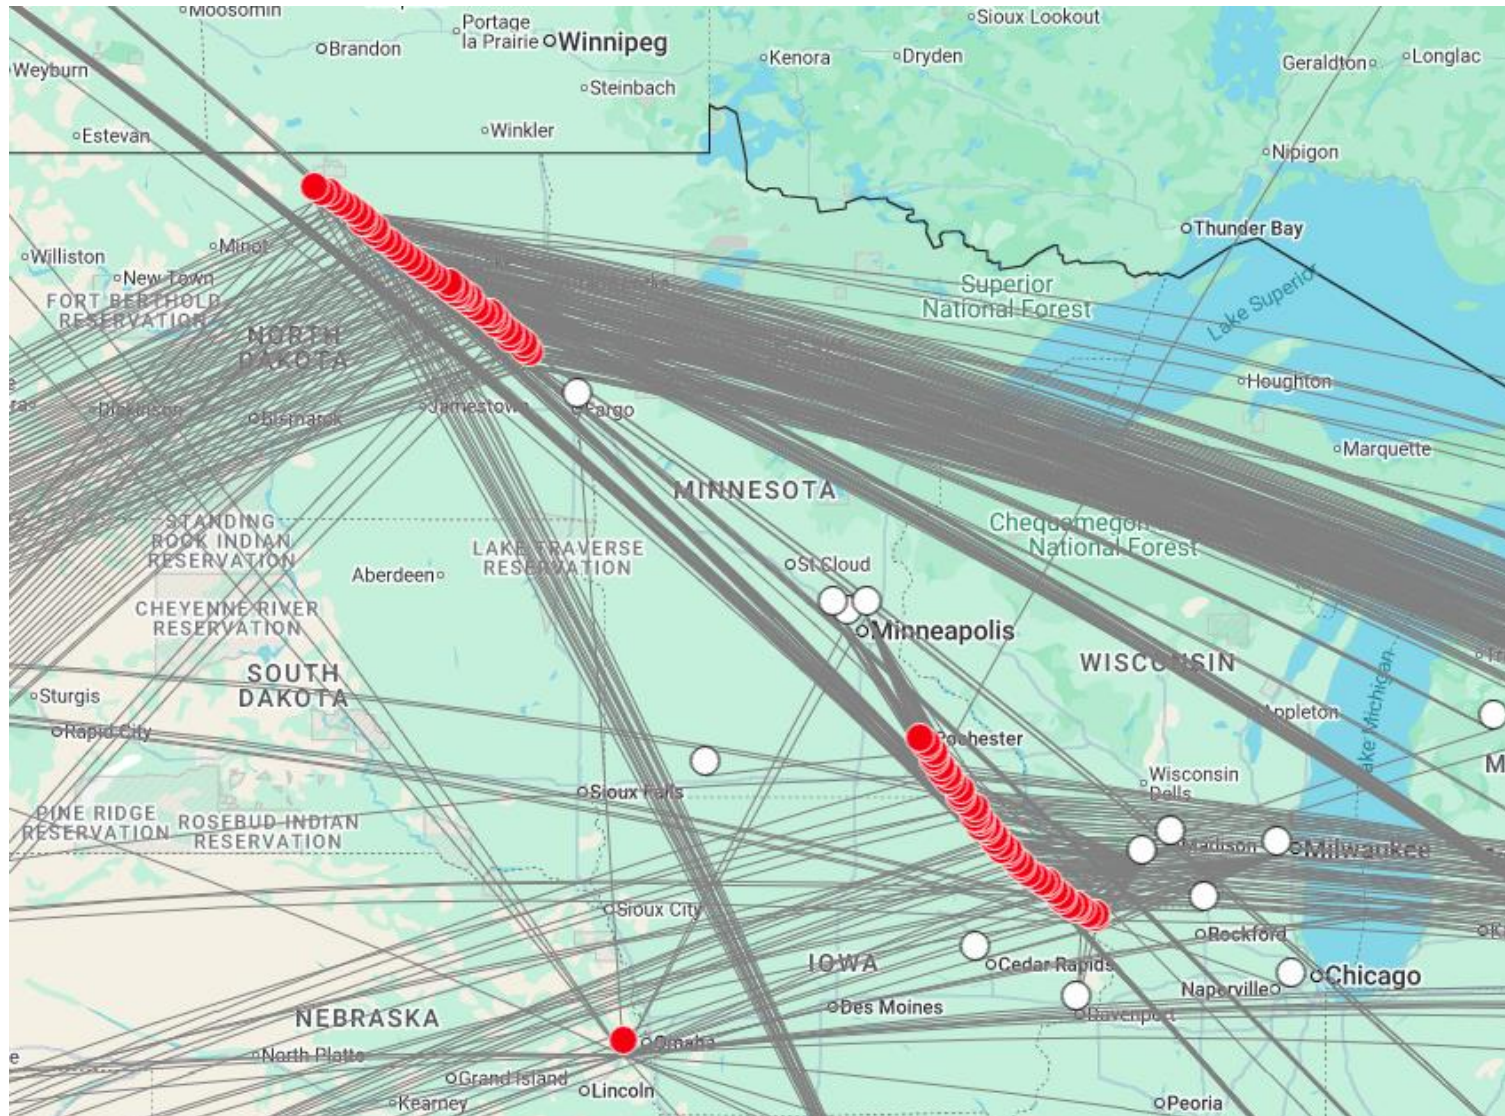 Moosomin
Portage
la Prairie
Winnipeg
Sioux Lookout
Brandon
Kenora
Dryden
Geraldton
Longlac
Weyburn
Steinbach
Estevan
Winkler
Nipigon
Thunder Bay
Minot
Williston
New Town
FORT BERTHOLD
RESERVATION
Superior
National Forest
Lake Superior
NORTH
DAKOTA
Houghton
Dickinson
Bismarck
Jamestown
Fargo
Marquette
MINNESOTA
STANDING
ROCK INDIAN
RESERVATION
Chequamegon
National Forest
LAKE TRAVERSE
RESERVATION
St Cloud
Aberdeen
CHEYENNE RIVER
RESERVATION
Minneapolis
WISCONSIN
SOUTH
DAKOTA
Sturgis
Rapid City
Appleton
Lake Michigan
Rochester
M
Wisconsin
Dells
Sioux Falls
PINE RIDGE
RESERVATION
ROSEBUD INDIAN
RESERVATION
Madison
Milwaukee
Sioux City
Rockford
IOWA
Cedar Rapids
Chicago
Naperville
Des Moines
Davenport
NEBRASKA
Omaha
North Platte
Grand Island
Lincoln
Kearney
Peoria